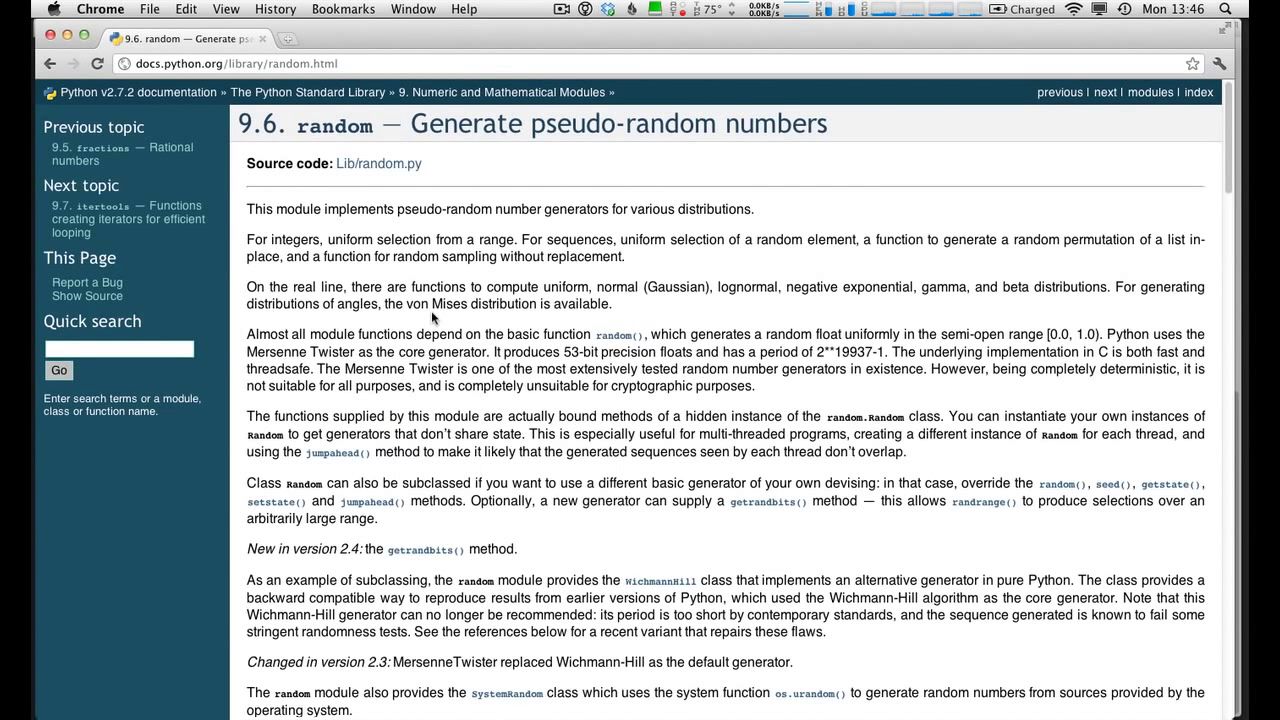 Chrome File Edit View History Bookmarks Window Help 75° 0.0KB/s 0.0KB/s Charged Mon 13:46
9.6. random — Generate ps
docs.python.org/library/random.html
Python v2.7.2 documentation » The Python Standard Library » 9. Numeric and Mathematical Modules » previous | next | modules | index
Previous topic
9.5. fractions — Rational
numbers
Next topic
9.7. itertools — Functions
creating iterators for efficient
looping
This Page
Report a Bug
Show Source
Quick search
Go
Enter search terms or a module,
class or function name.
9.6. random — Generate pseudo-random numbers
Source code: Lib/random.py
This module implements pseudo-random number generators for various distributions.
For integers, uniform selection from a range. For sequences, uniform selection of a random element, a function to generate a random permutation of a list in-
place, and a function for random sampling without replacement.
On the real line, there are functions to compute uniform, normal (Gaussian), lognormal, negative exponential, gamma, and beta distributions. For generating
distributions of angles, the von Mises distribution is available.
Almost all module functions depend on the basic function random(), which generates a random float uniformly in the semi-open range [0.0, 1.0). Python uses the
Mersenne Twister as the core generator. It produces 53-bit precision floats and has a period of 2**19937-1. The underlying implementation in C is both fast and
threadsafe. The Mersenne Twister is one of the most extensively tested random number generators in existence. However, being completely deterministic, it is
not suitable for all purposes, and is completely unsuitable for cryptographic purposes.
The functions supplied by this module are actually bound methods of a hidden instance of the random.Random class. You can instantiate your own instances of
Random to get generators that don't share state. This is especially useful for multi-threaded programs, creating a different instance of Random for each thread, and
using the jumpahead() method to make it likely that the generated sequences seen by each thread don't overlap.
Class Random can also be subclassed if you want to use a different basic generator of your own devising: in that case, override the random(), seed(), getstate(),
setstate() and jumpahead() methods. Optionally, a new generator can supply a getrandbits() method — this allows randrange() to produce selections over an
arbitrarily large range.
New in version 2.4: the getrandbits() method.
As an example of subclassing, the random module provides the WichmannHill class that implements an alternative generator in pure Python. The class provides a
backward compatible way to reproduce results from earlier versions of Python, which used the Wichmann-Hill algorithm as the core generator. Note that this
Wichmann-Hill generator can no longer be recommended: its period is too short by contemporary standards, and the sequence generated is known to fail some
stringent randomness tests. See the references below for a recent variant that repairs these flaws.
Changed in version 2.3: MersenneTwister replaced Wichmann-Hill as the default generator.
The random module also provides the SystemRandom class which uses the system function os.urandom() to generate random numbers from sources provided by the
operating system.